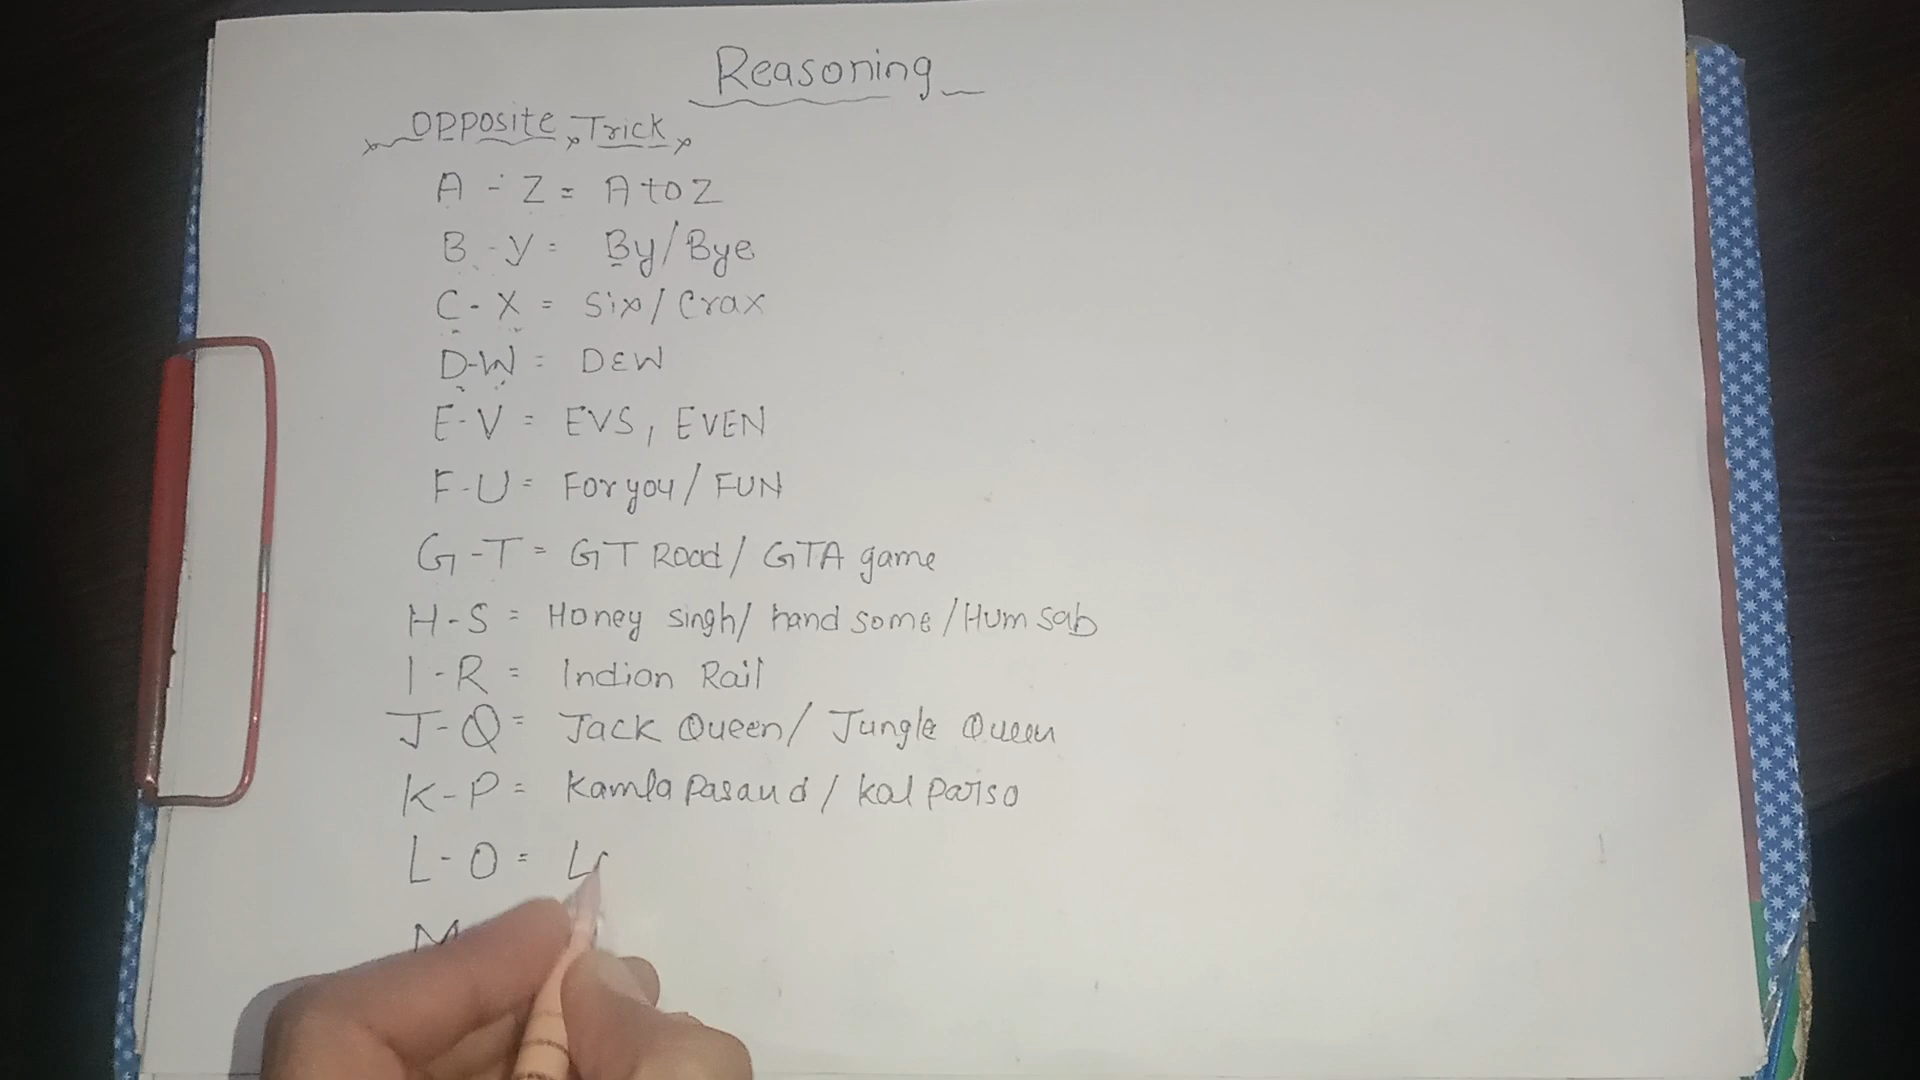 Reasoning
Opposite Trick
A - Z = A to Z
B - Y = By/Bye
C - X = Six/Crax
D-W = DEW
E-V = EVS, EVEN
F-U = For you/FUN
G-T = GT Road/GTA game
H-S = Honey singh/hand some/Hum sab
I-R = Indian Rail
J-Q = Jack Queen/Jungle Queen
K-P = Kamla Pasand/kal
L-O = L
M